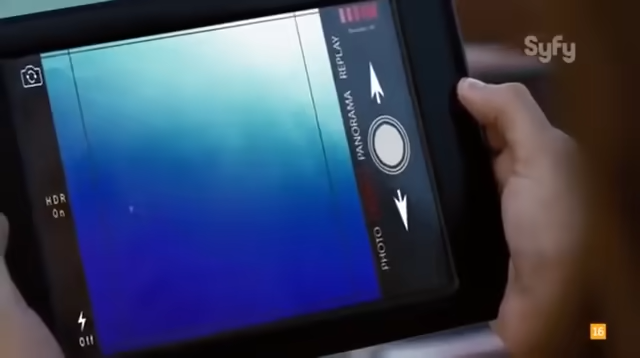 Syfy
REPLAY
PANORAMA
PHOTO
HDR
On
Off
16